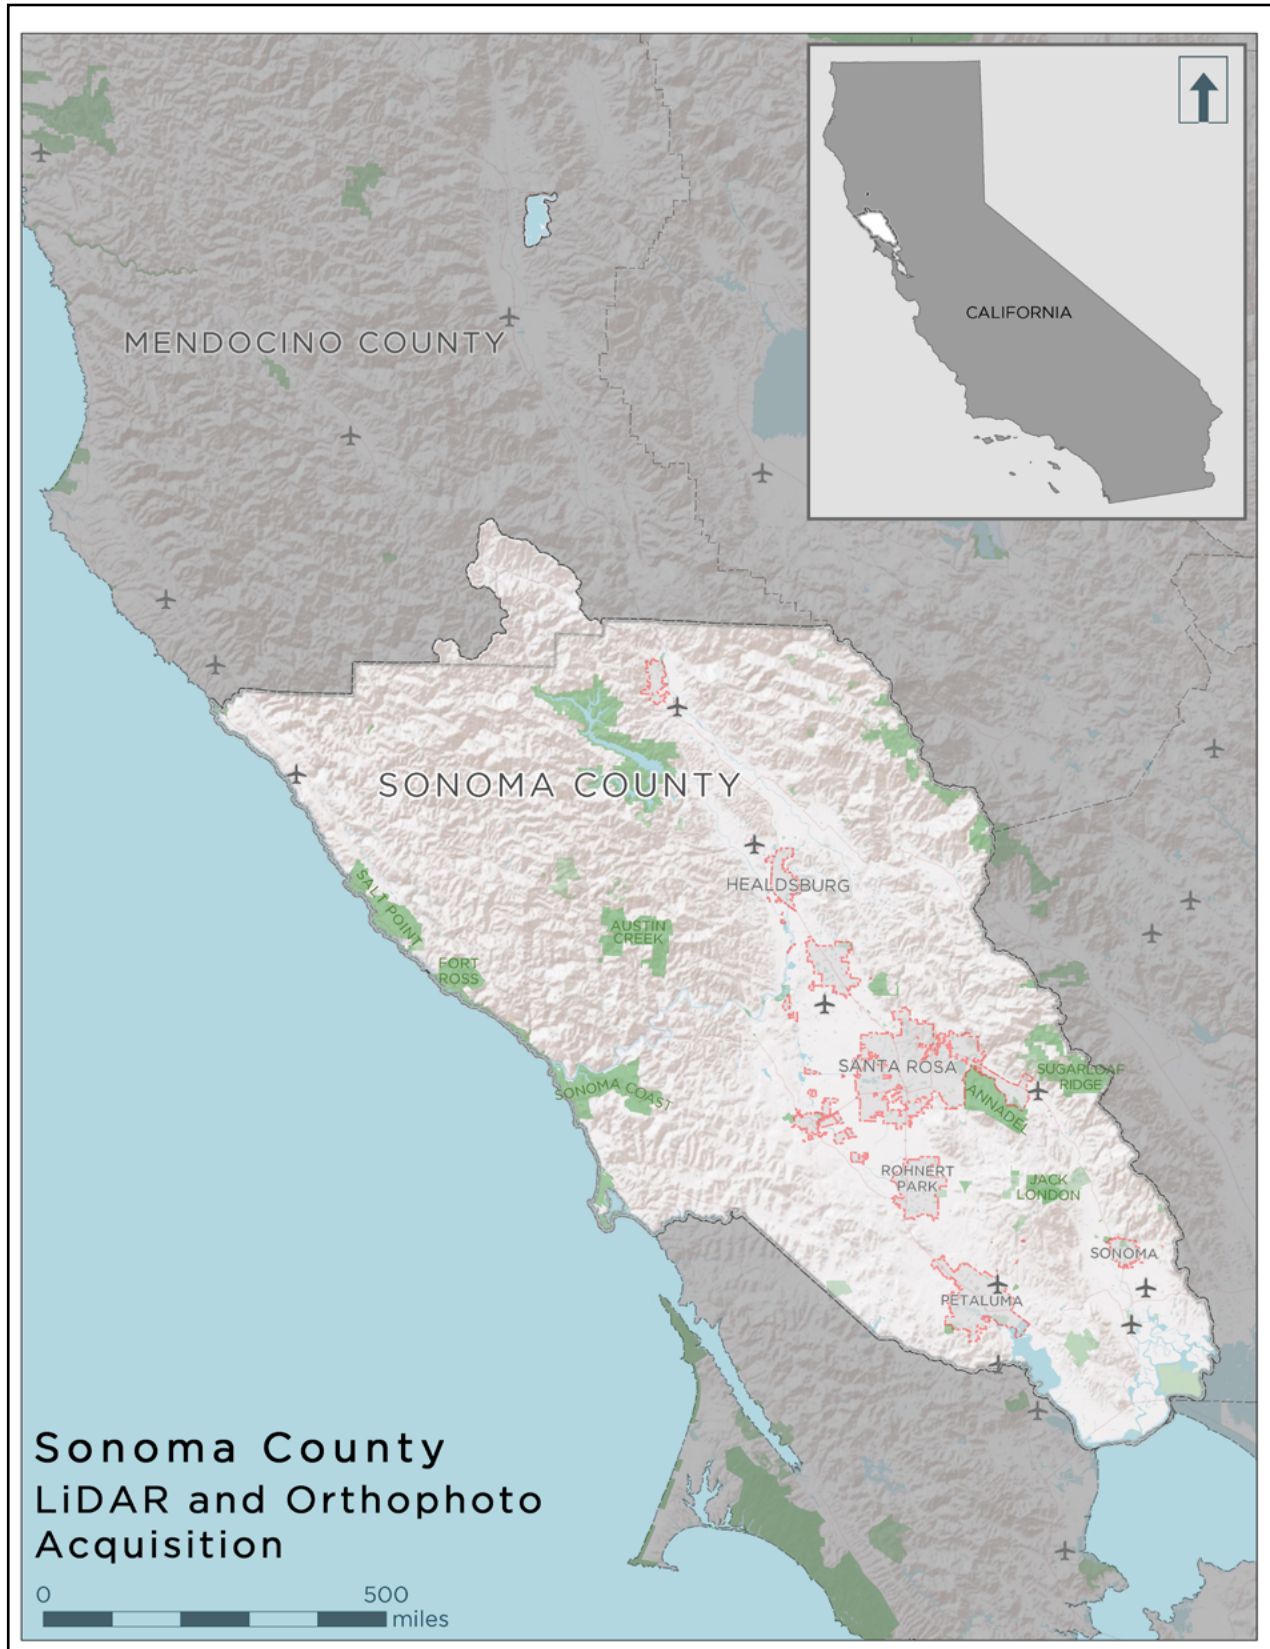 CALIFORNIA
MENDOCINO COUNTY
SONOMA COUNTY
HEALDSBURG
SALT POINT
AUSTIN
CREEK
FORT
ROSS
SANTA ROSA
SUGARLOAF
RIDGE
SONOMA COAST
ANNADEL
ROHNERT
PARK
JACK
LONDON
SONOMA
PETALUMA
Sonoma County
LiDAR and Orthophoto
Acquisition
0 500
miles